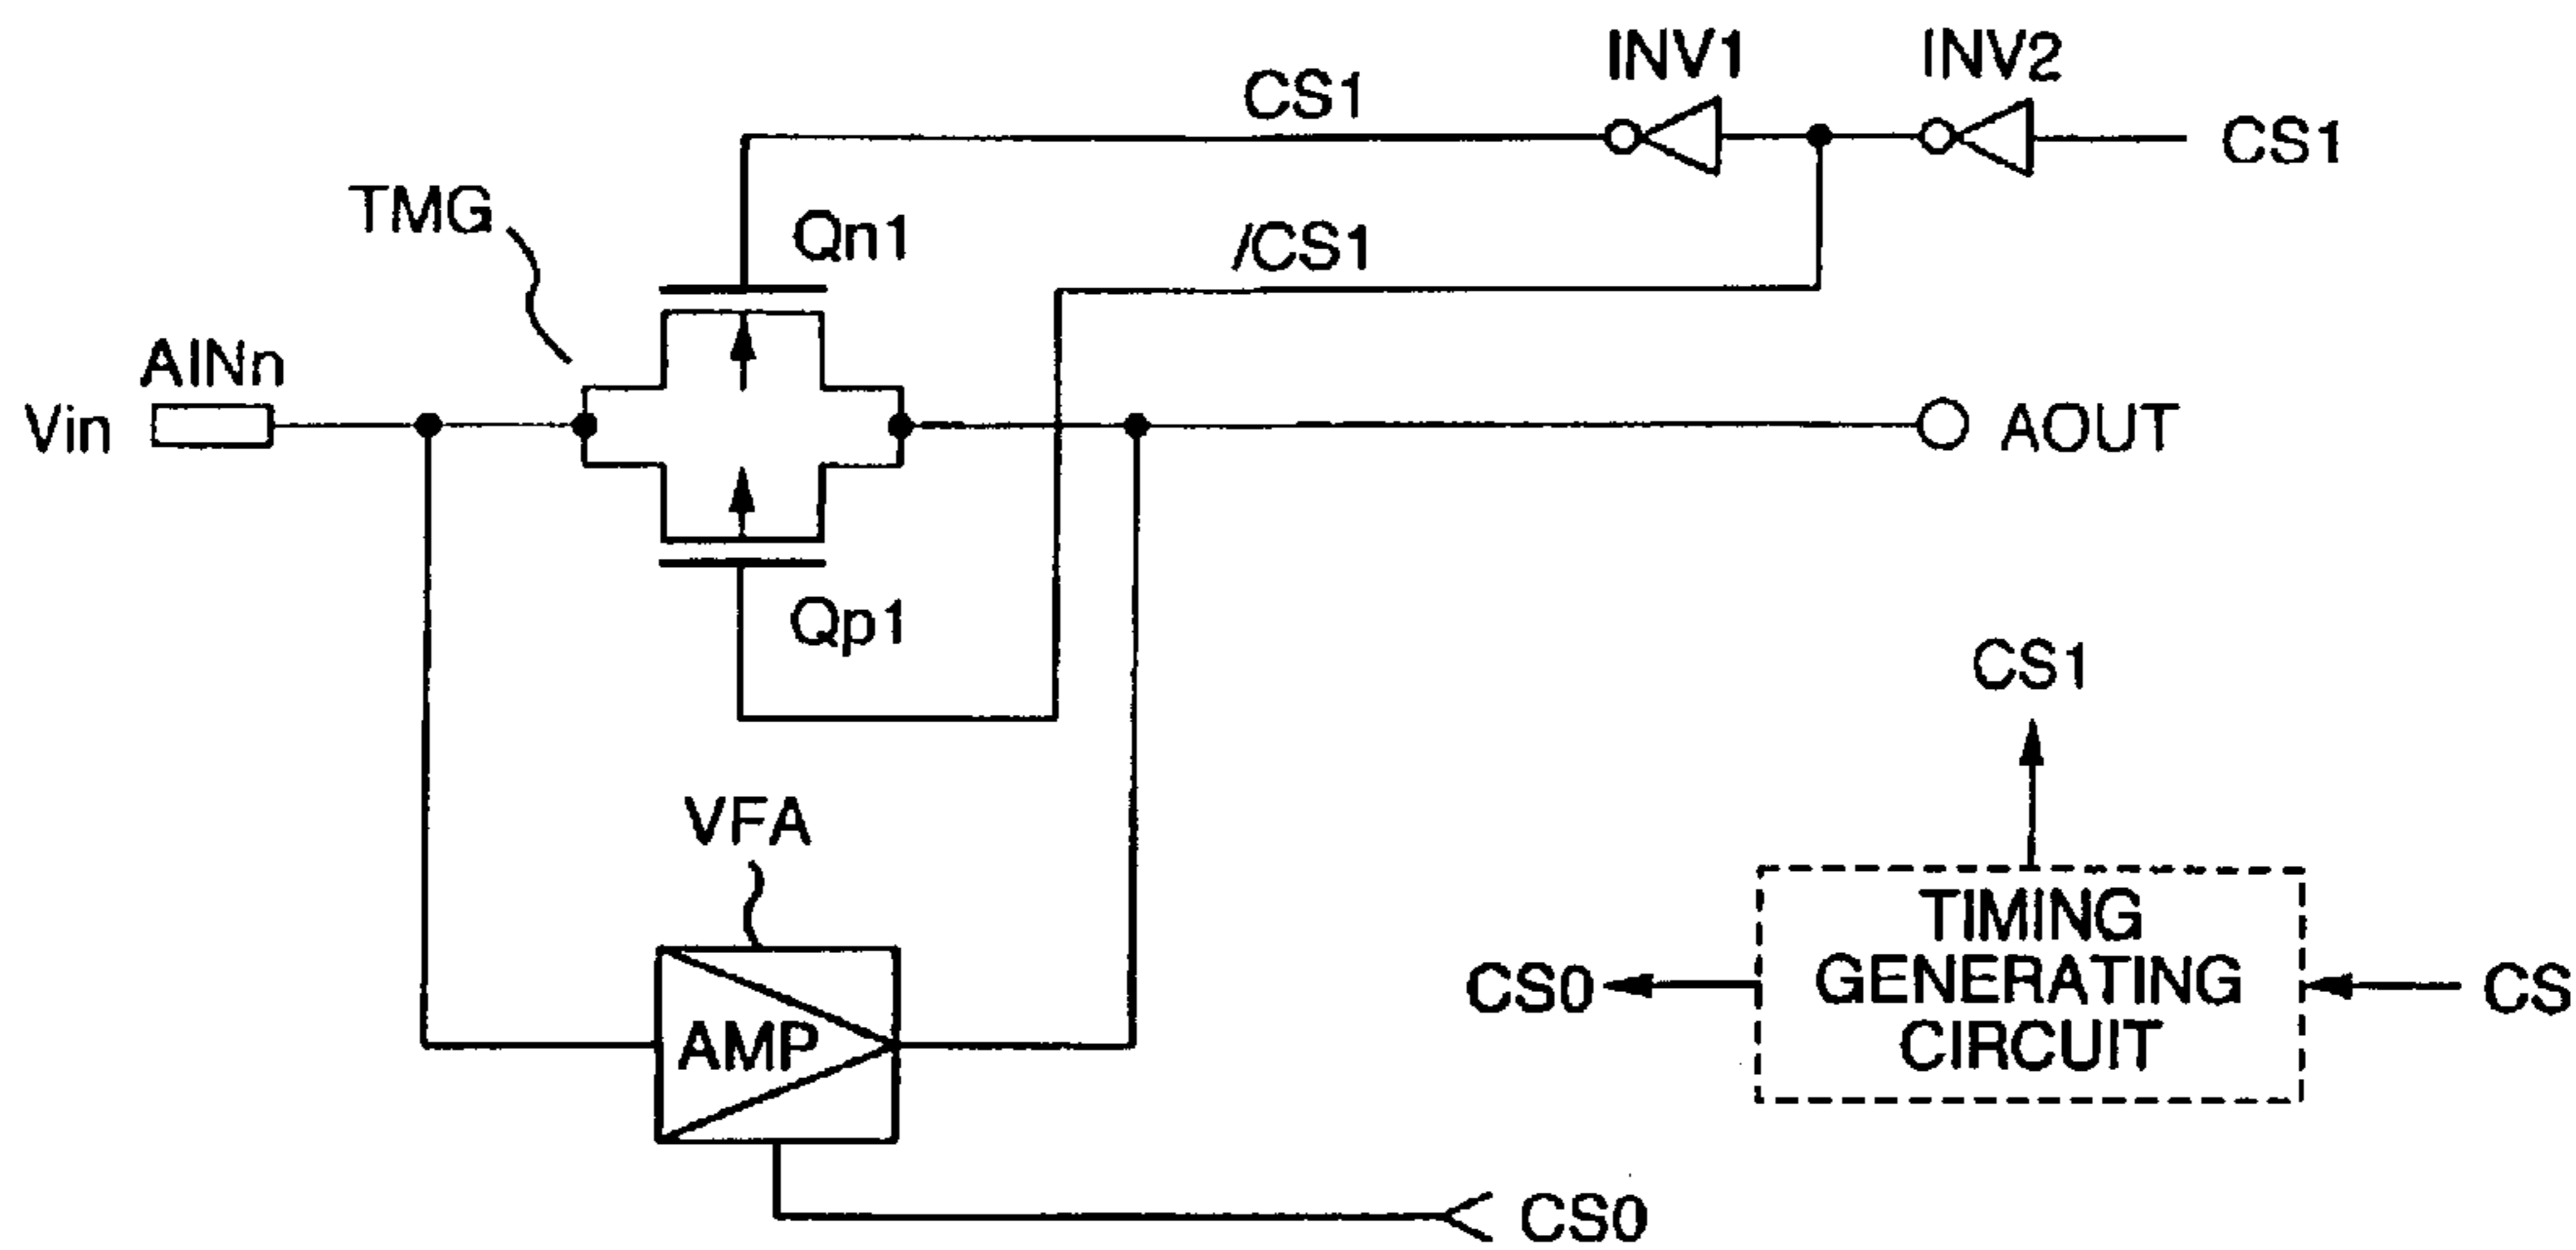 INV1
INV2
CS1
CS1
TMG
Qn1
/CS1
AINn
Vin
AOUT
Qp1
CS1
VFA
TIMING
GENERATING
CIRCUIT
CS0
CS
AMP
CS0